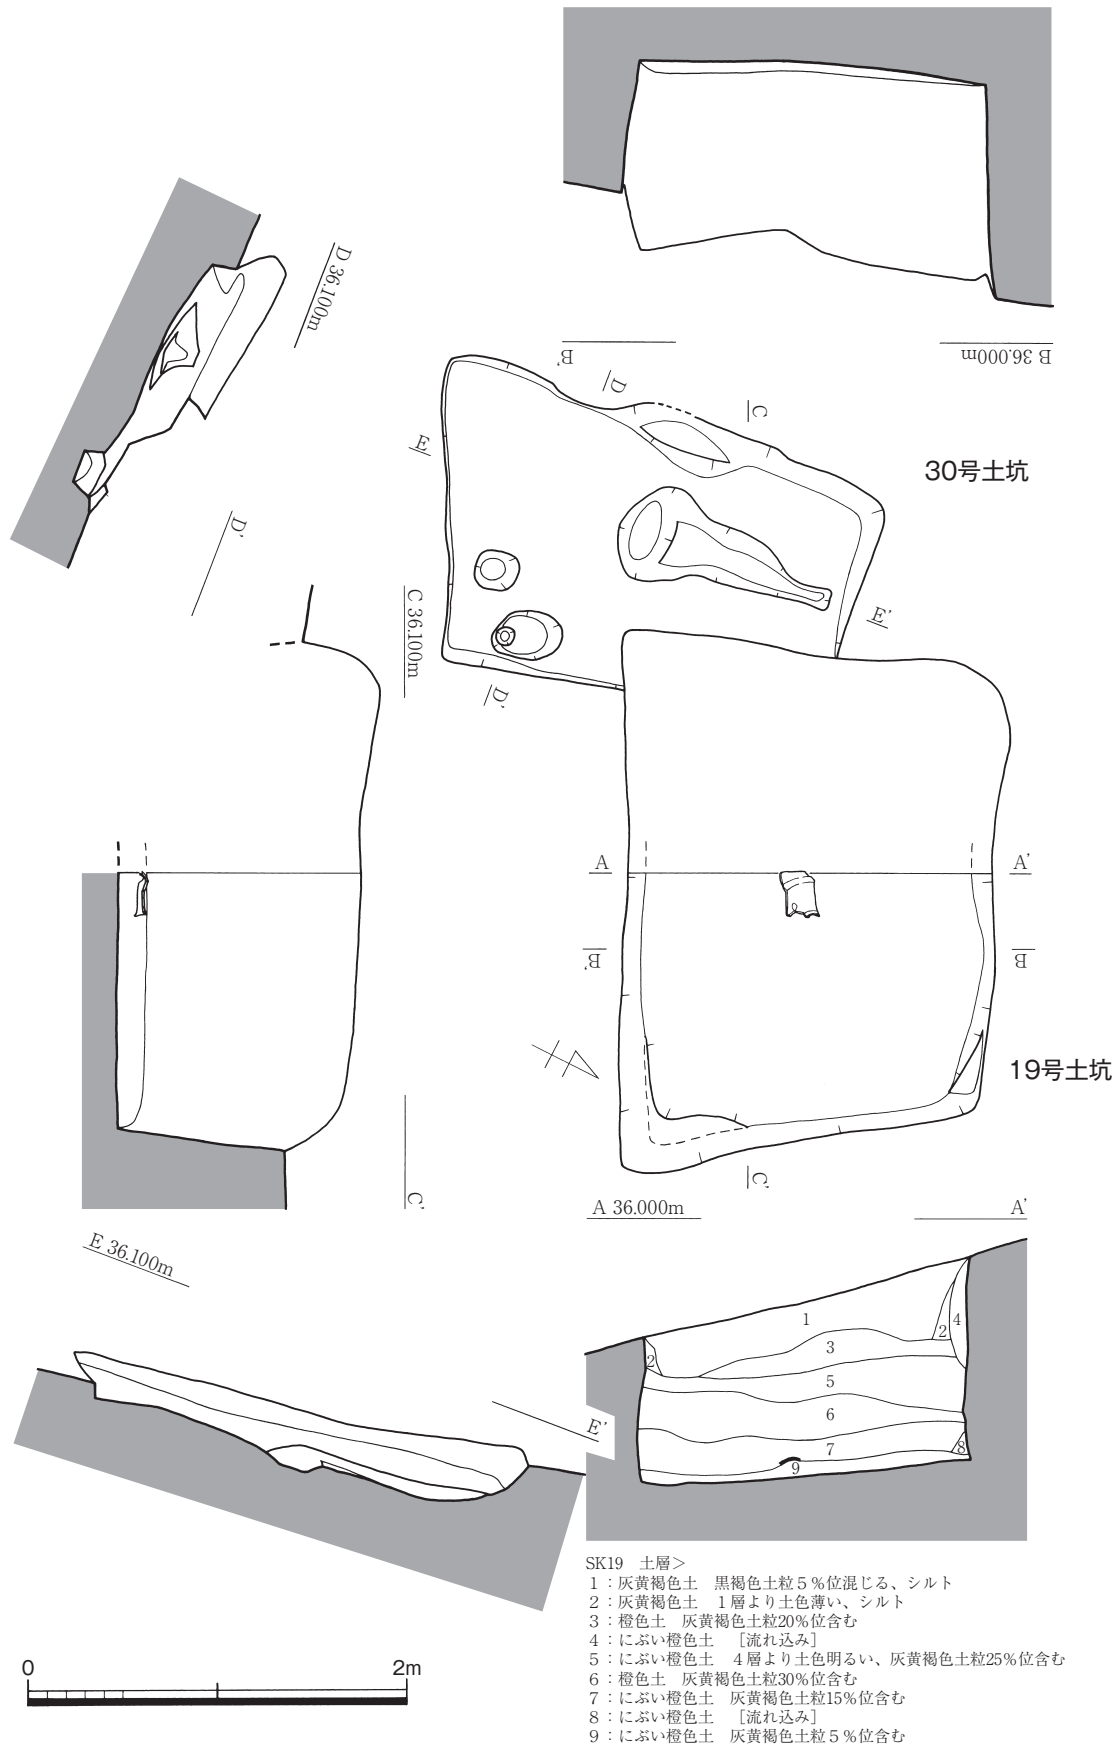 D 36.100m
D'
B'
B 36.000m
D
C
E
30号土坑
E'
C 36.100m
D'
A
A'
B'
B
19号土坑
C'
C'
A 36.000m
A'
E 36.100m
E'
1
2
4
3
2
5
6
7
8
9
SK19 土層＞
1：灰黄褐色土 黒褐色土粒5％位混じる、シルト
2：灰黄褐色土 1層より土色薄い、シルト
3：橙色土 灰黄褐色土粒20％位含む
4：にぶい橙色土 ［流れ込み］
5：にぶい橙色土 4層より土色明るい、灰黄褐色土粒25％位含む
6：橙色土 灰黄褐色土粒30％位含む
7：にぶい橙色土 灰黄褐色土粒15％位含む
8：にぶい橙色土 ［流れ込み］
9：にぶい橙色土 灰黄褐色土粒5％位含む
0 2m